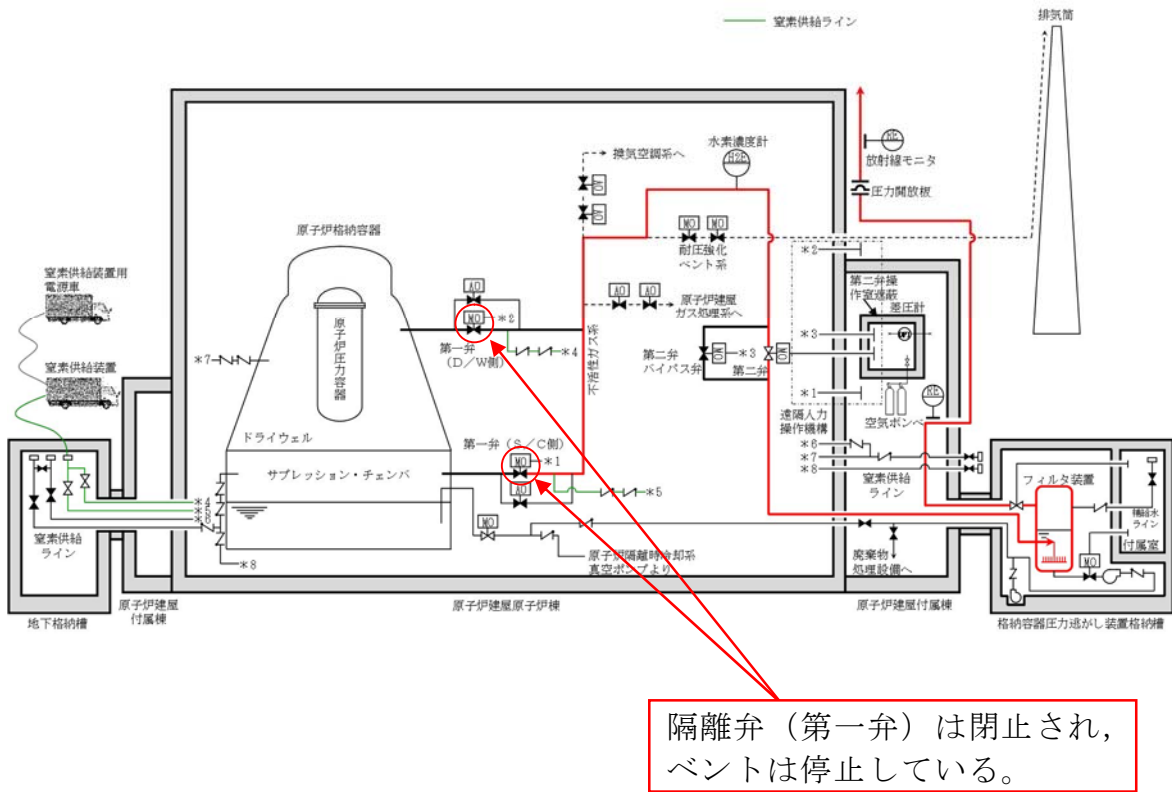 窒素供給ライン
排気筒
水素濃度計
H2E
換気空調系へ
AO
AO
RE
放射線モニタ
圧力開放板
原子炉格納容器
原子炉圧力容器
窒素供給装置用
電源車
窒素供給装置
MO
MO
耐圧強化
ベント系
*2
第二弁操
作室遮蔽
差圧計
AO
MO
*2
第一弁
(D/W側)
*4
AO
AO
原子炉建屋
ガス処理系へ
不活性ガス系
*7
第二弁
バイパス弁
MO
*3
第二弁
MO
*3
*1
遠隔人力
操作機構
空気ボンベ
RE
ドライウェル
第一弁(S/C側)
MO
*1
AO
*5
サプレッション・チェンバ
*6
*7
*8
窒素供給
ライン
フィルタ装置
補給水
ライン
付属室
MO
*4
*5
*6
*8
窒素供給
ライン
MO
原子炉隔離時冷却系
真空ポンプより
廃棄物
処理設備へ
地下格納槽
原子炉建屋
付属棟
原子炉建屋原子炉棟
原子炉建屋付属棟
格納容器圧力逃がし装置格納槽
隔離弁(第一弁)は閉止され,
ベントは停止している。